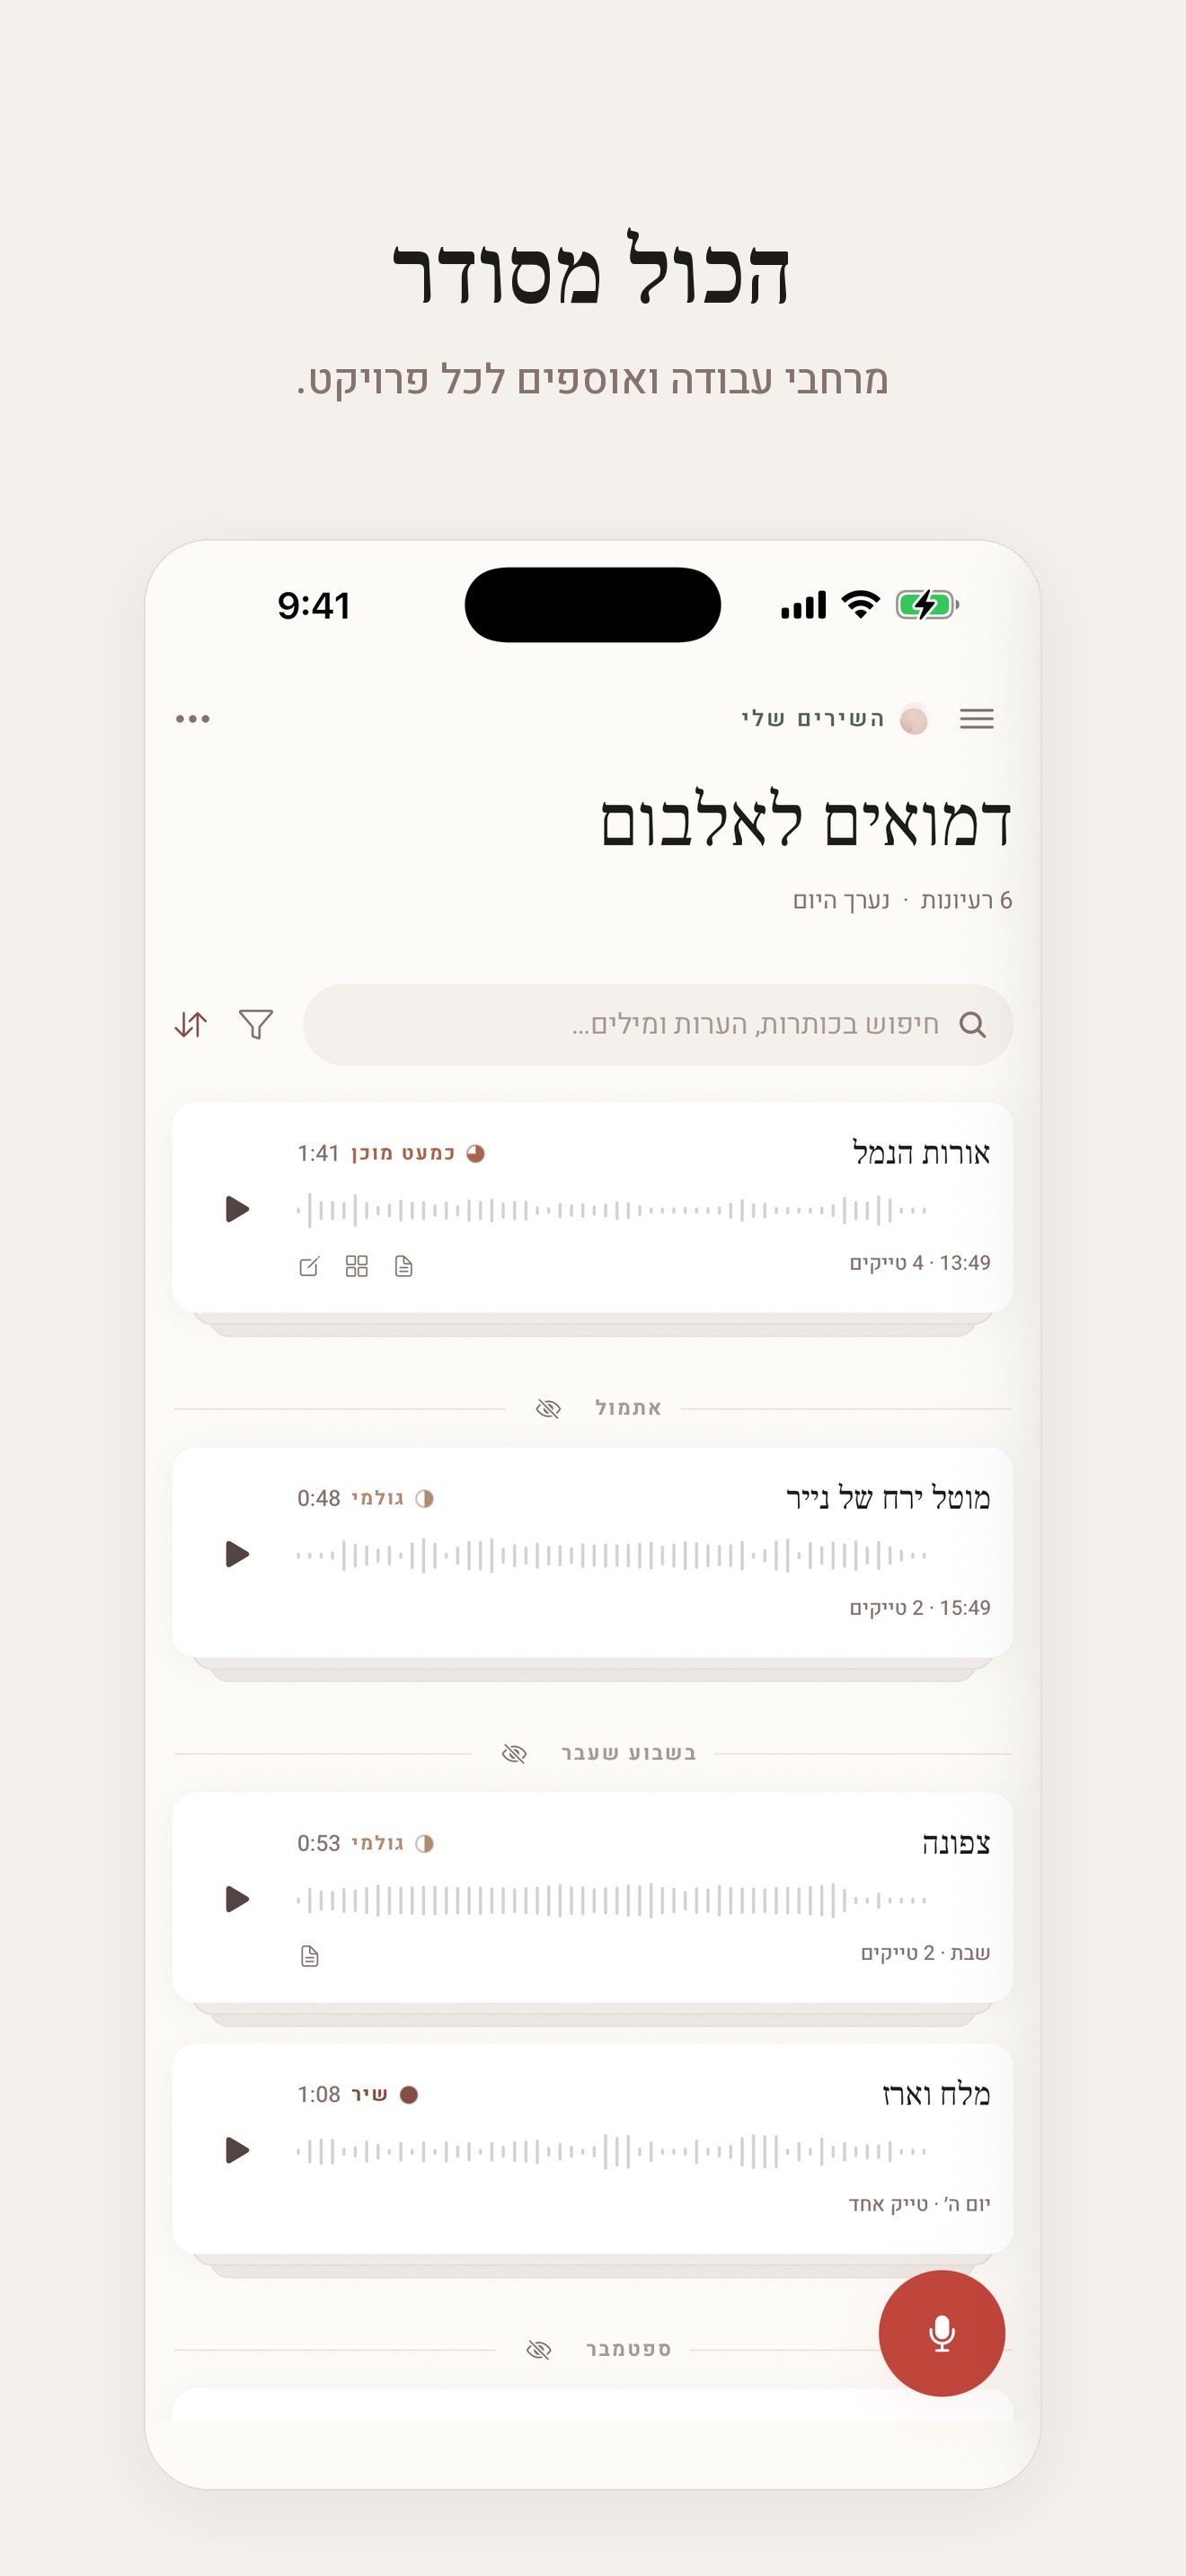 הכול מסודר
מרחבי עבודה ואוספים לכל פרויקט.
9:41
השירים שלי
דמואים לאלבום
6 רעיונות · נערך היום
חיפוש בכותרות, הערות ומילים...
אורות הנמל
כמעט מוכן 1:41
13:49 · 4 טייקים
אתמול
מוטל ירח של נייר
גולמי 0:48
15:49 · 2 טייקים
בשבוע שעבר
צפונה
גולמי 0:53
שבת · 2 טייקים
מלח וארז
שיר 1:08
יום ה׳ · טייק אחד
ספטמבר